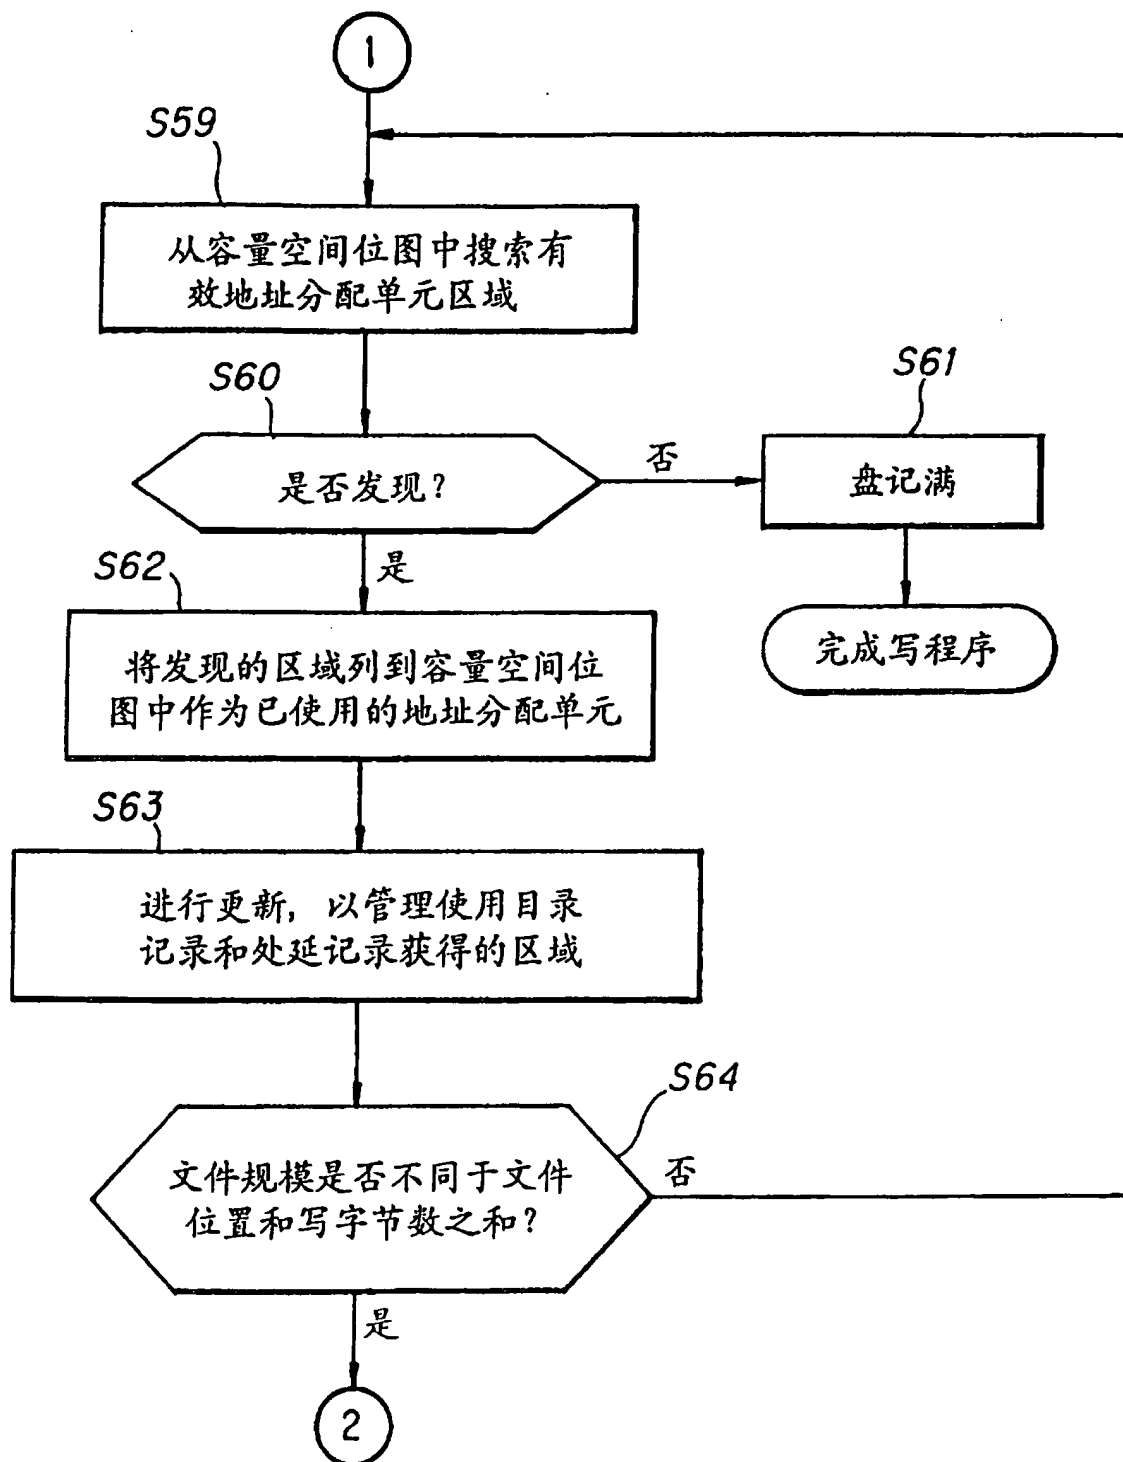 1
S59
从容量空间位图中搜索有
效地址分配单元区域
S60
S61
是否发现?
否
盘记满
是
S62
完成写程序
将发现的区域列到容量空间位
图中作为已使用的地址分配单元
S63
进行更新, 以管理使用目录
记录和处延记录获得的区域
S64
文件规模是否不同于文件
位置和写字节数之和?
否
是
2